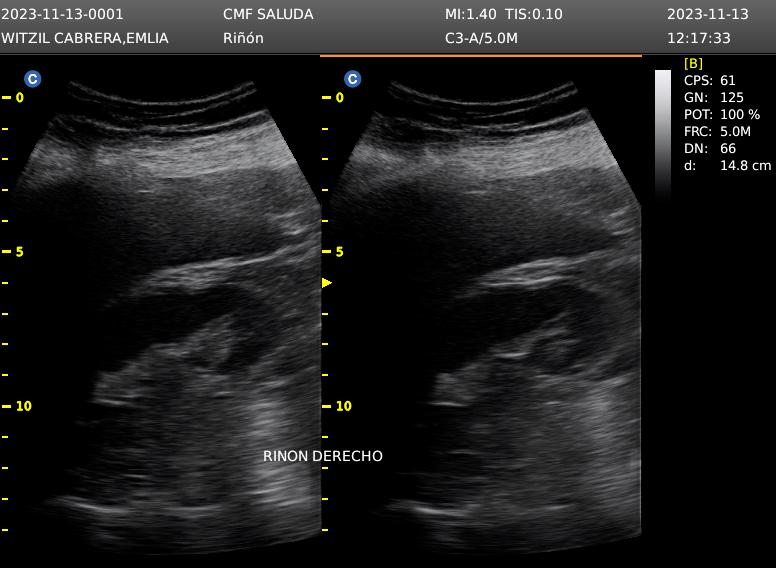 2023-11-13-0001 CMF SALUDA MI:1.40 TIS:0.10 2023-11-13
WITZIL CABRERA,EMLIA Riñón C3-A/5.0M 12:17:33
C C
[B]
CPS: 61
GN: 125
POT: 100 %
FRC: 5.0M
DN: 66
d: 14.8 cm
0 0
5 5
10 10
RINON DERECHO